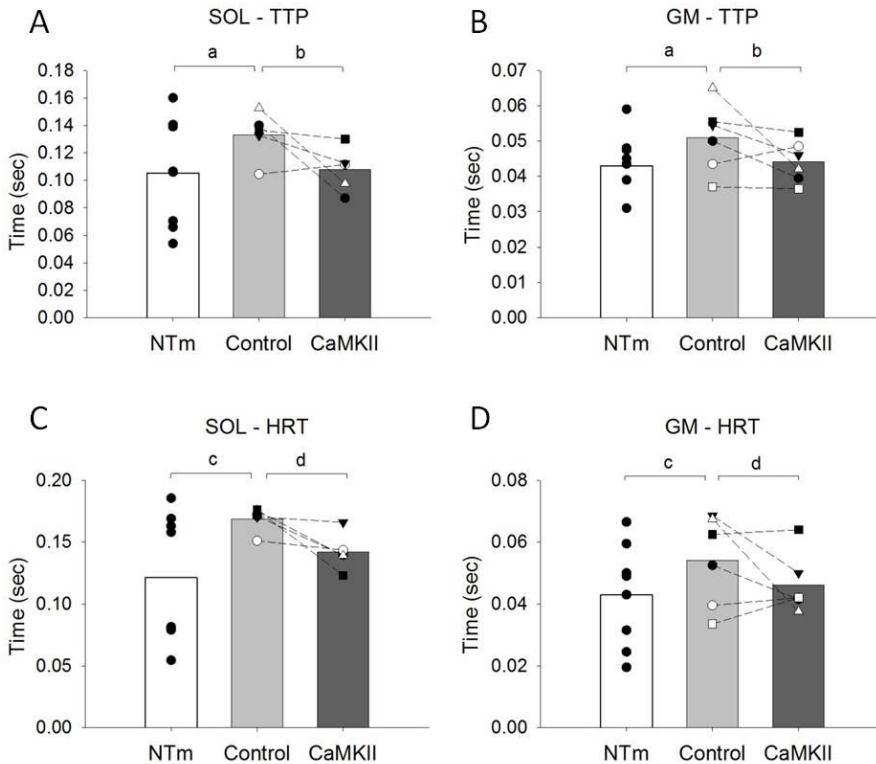 A
SOL - TTP
a
b
0.18
0.16
0.14
0.12
0.10
0.08
0.06
0.04
0.02
0.00
Time (sec)
NTm Control CaMKII
B
GM - TTP
a
b
0.07
0.06
0.05
0.04
0.03
0.02
0.01
0.00
Time (sec)
NTm Control CaMKII
C
SOL - HRT
c
d
0.20
0.15
0.10
0.05
0.00
Time (sec)
NTm Control CaMKII
D
GM - HRT
c
d
0.08
0.06
0.04
0.02
0.00
Time (sec)
NTm Control CaMKII